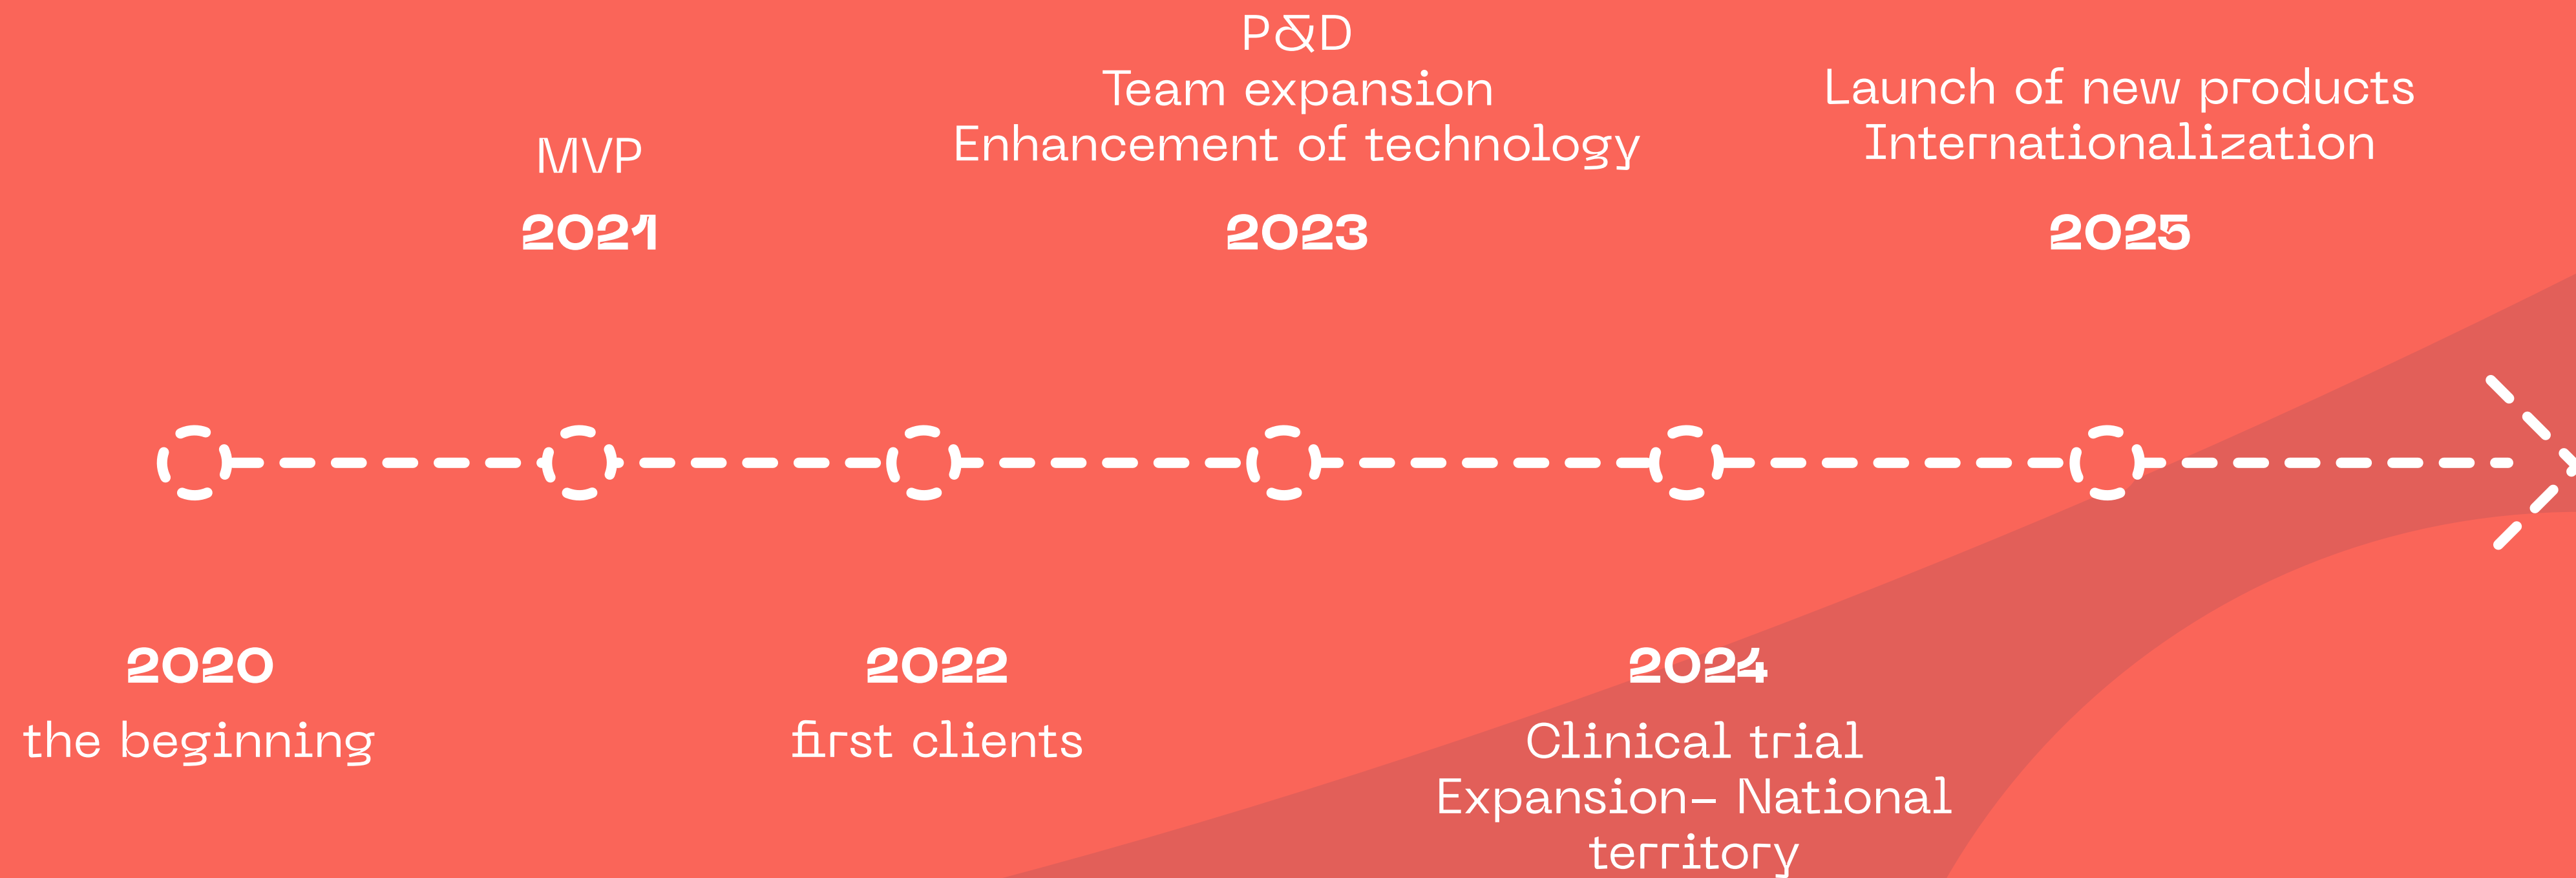 2020
the beginning
MVP
2021
2022
first clients
P&D
Team expansion
Enhancement of technology
2023
2024
Clinical trial
Expansion– National
territory
Launch of new products
Internationalization
2025